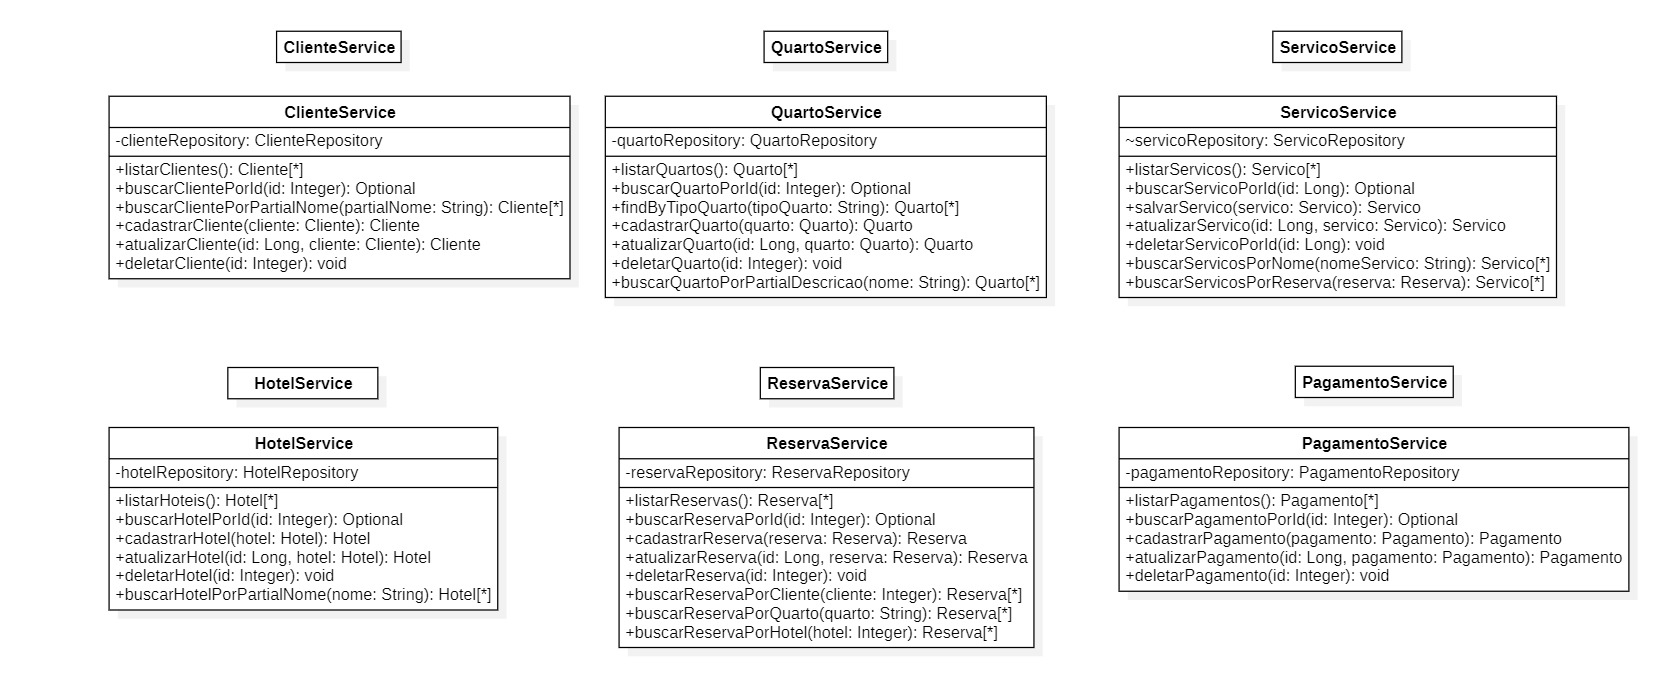 ClienteService
ClienteService
-clienteRepository: ClienteRepository
+listarClientes(): Cliente[*]
+buscarClientePorId(id: Integer): Optional
+buscarClientePorPartialNome(partialNome: String): Cliente[*]
+cadastrarCliente(cliente: Cliente): Cliente
+atualizarCliente(id: Long, cliente: Cliente): Cliente
+deletarCliente(id: Integer): void
QuartoService
QuartoService
-quartoRepository: QuartoRepository
+listarQuartos(): Quarto[*]
+buscarQuartoPorId(id: Integer): Optional
+findByTipoQuarto(tipoQuarto: String): Quarto[*]
+cadastrarQuarto(quarto: Quarto): Quarto
+atualizarQuarto(id: Long, quarto: Quarto): Quarto
+deletarQuarto(id: Integer): void
+buscarQuartoPorPartialDescricao(nome: String): Quarto[*]
ServicoService
ServicoService
~servicoRepository: ServicoRepository
+listarServicos(): Servico[*]
+buscarServicoPorId(id: Long): Optional
+salvarServico(servico: Servico): Servico
+atualizarServico(id: Long, servico: Servico): Servico
+deletarServicoPorId(id: Long): void
+buscarServicosPorNome(nomeServico: String): Servico[*]
+buscarServicosPorReserva(reserva: Reserva): Servico[*]
HotelService
HotelService
-hotelRepository: HotelRepository
+listarHoteis(): Hotel[*]
+buscarHotelPorId(id: Integer): Optional
+cadastrarHotel(hotel: Hotel): Hotel
+atualizarHotel(id: Long, hotel: Hotel): Hotel
+deletarHotel(id: Integer): void
+buscarHotelPorPartialNome(nome: String): Hotel[*]
ReservaService
ReservaService
-reservaRepository: ReservaRepository
+listarReservas(): Reserva[*]
+buscarReservaPorId(id: Integer): Optional
+cadastrarReserva(reserva: Reserva): Reserva
+atualizarReserva(id: Long, reserva: Reserva): Reserva
+deletarReserva(id: Integer): void
+buscarReservaPorCliente(cliente: Integer): Reserva[*]
+buscarReservaPorQuarto(quarto: String): Reserva[*]
+buscarReservaPorHotel(hotel: Integer): Reserva[*]
PagamentoService
PagamentoService
-pagamentoRepository: PagamentoRepository
+listarPagamentos(): Pagamento[*]
+buscarPagamentoPorId(id: Integer): Optional
+cadastrarPagamento(pagamento: Pagamento): Pagamento
+atualizarPagamento(id: Long, pagamento: Pagamento): Pagamento
+deletarPagamento(id: Integer): void